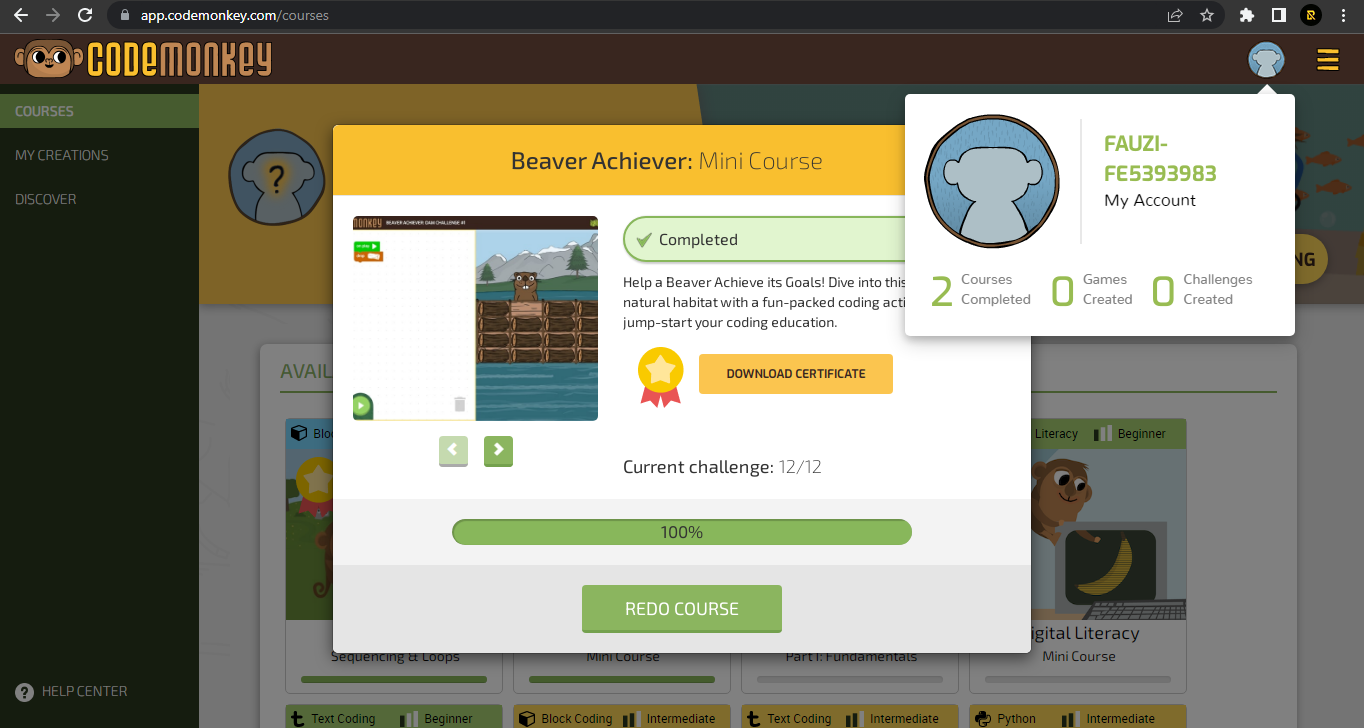 app.codemonkey.com/courses
CODEMONKEY
COURSES
MY CREATIONS
DISCOVER
HELP CENTER
FAUZI-
FE5393983
My Account
2 Courses Completed
0 Games Created
0 Challenges Created
Beaver Achiever: Mini Course
BEAVER ACHIEVER: DAM CHALLENGE #1
Completed
Help a Beaver Achieve its Goals! Dive into this
natural habitat with a fun-packed coding acti
jump-start your coding education.
DOWNLOAD CERTIFICATE
Current challenge: 12/12
100%
REDO COURSE
NG
AVAIL
Bloc
Literacy Beginner
Sequencing & Loops
Mini Course
Part 1: Fundamentals
igital Literacy
Mini Course
Text Coding Beginner
Block Coding Intermediate
Text Coding Intermediate
Python Intermediate